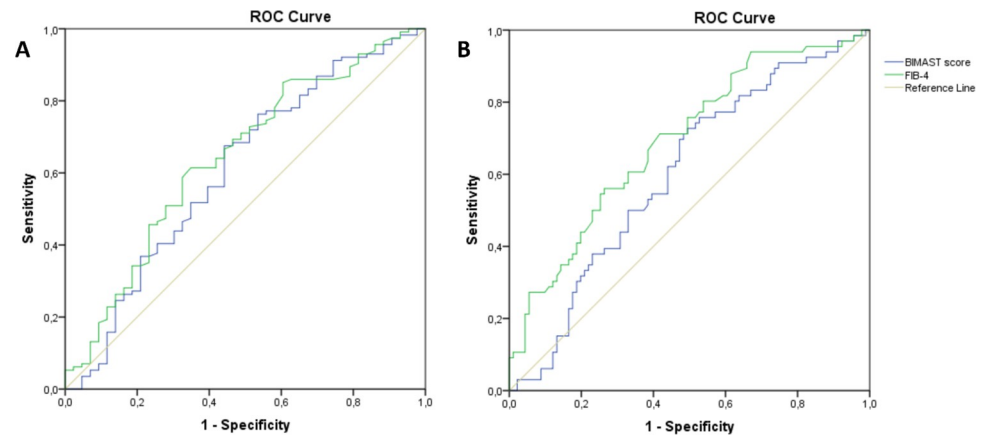 A
ROC Curve
1,0
0,8
0,6
0,4
0,2
0,0
Sensitivity
0,0 0,2 0,4 0,6 0,8 1,0
1 - Specificity
B
ROC Curve
1,0
0,8
0,6
0,4
0,2
0,0
Sensitivity
0,0 0,2 0,4 0,6 0,8 1,0
1 - Specificity
BIMAST score
FIB-4
Reference Line